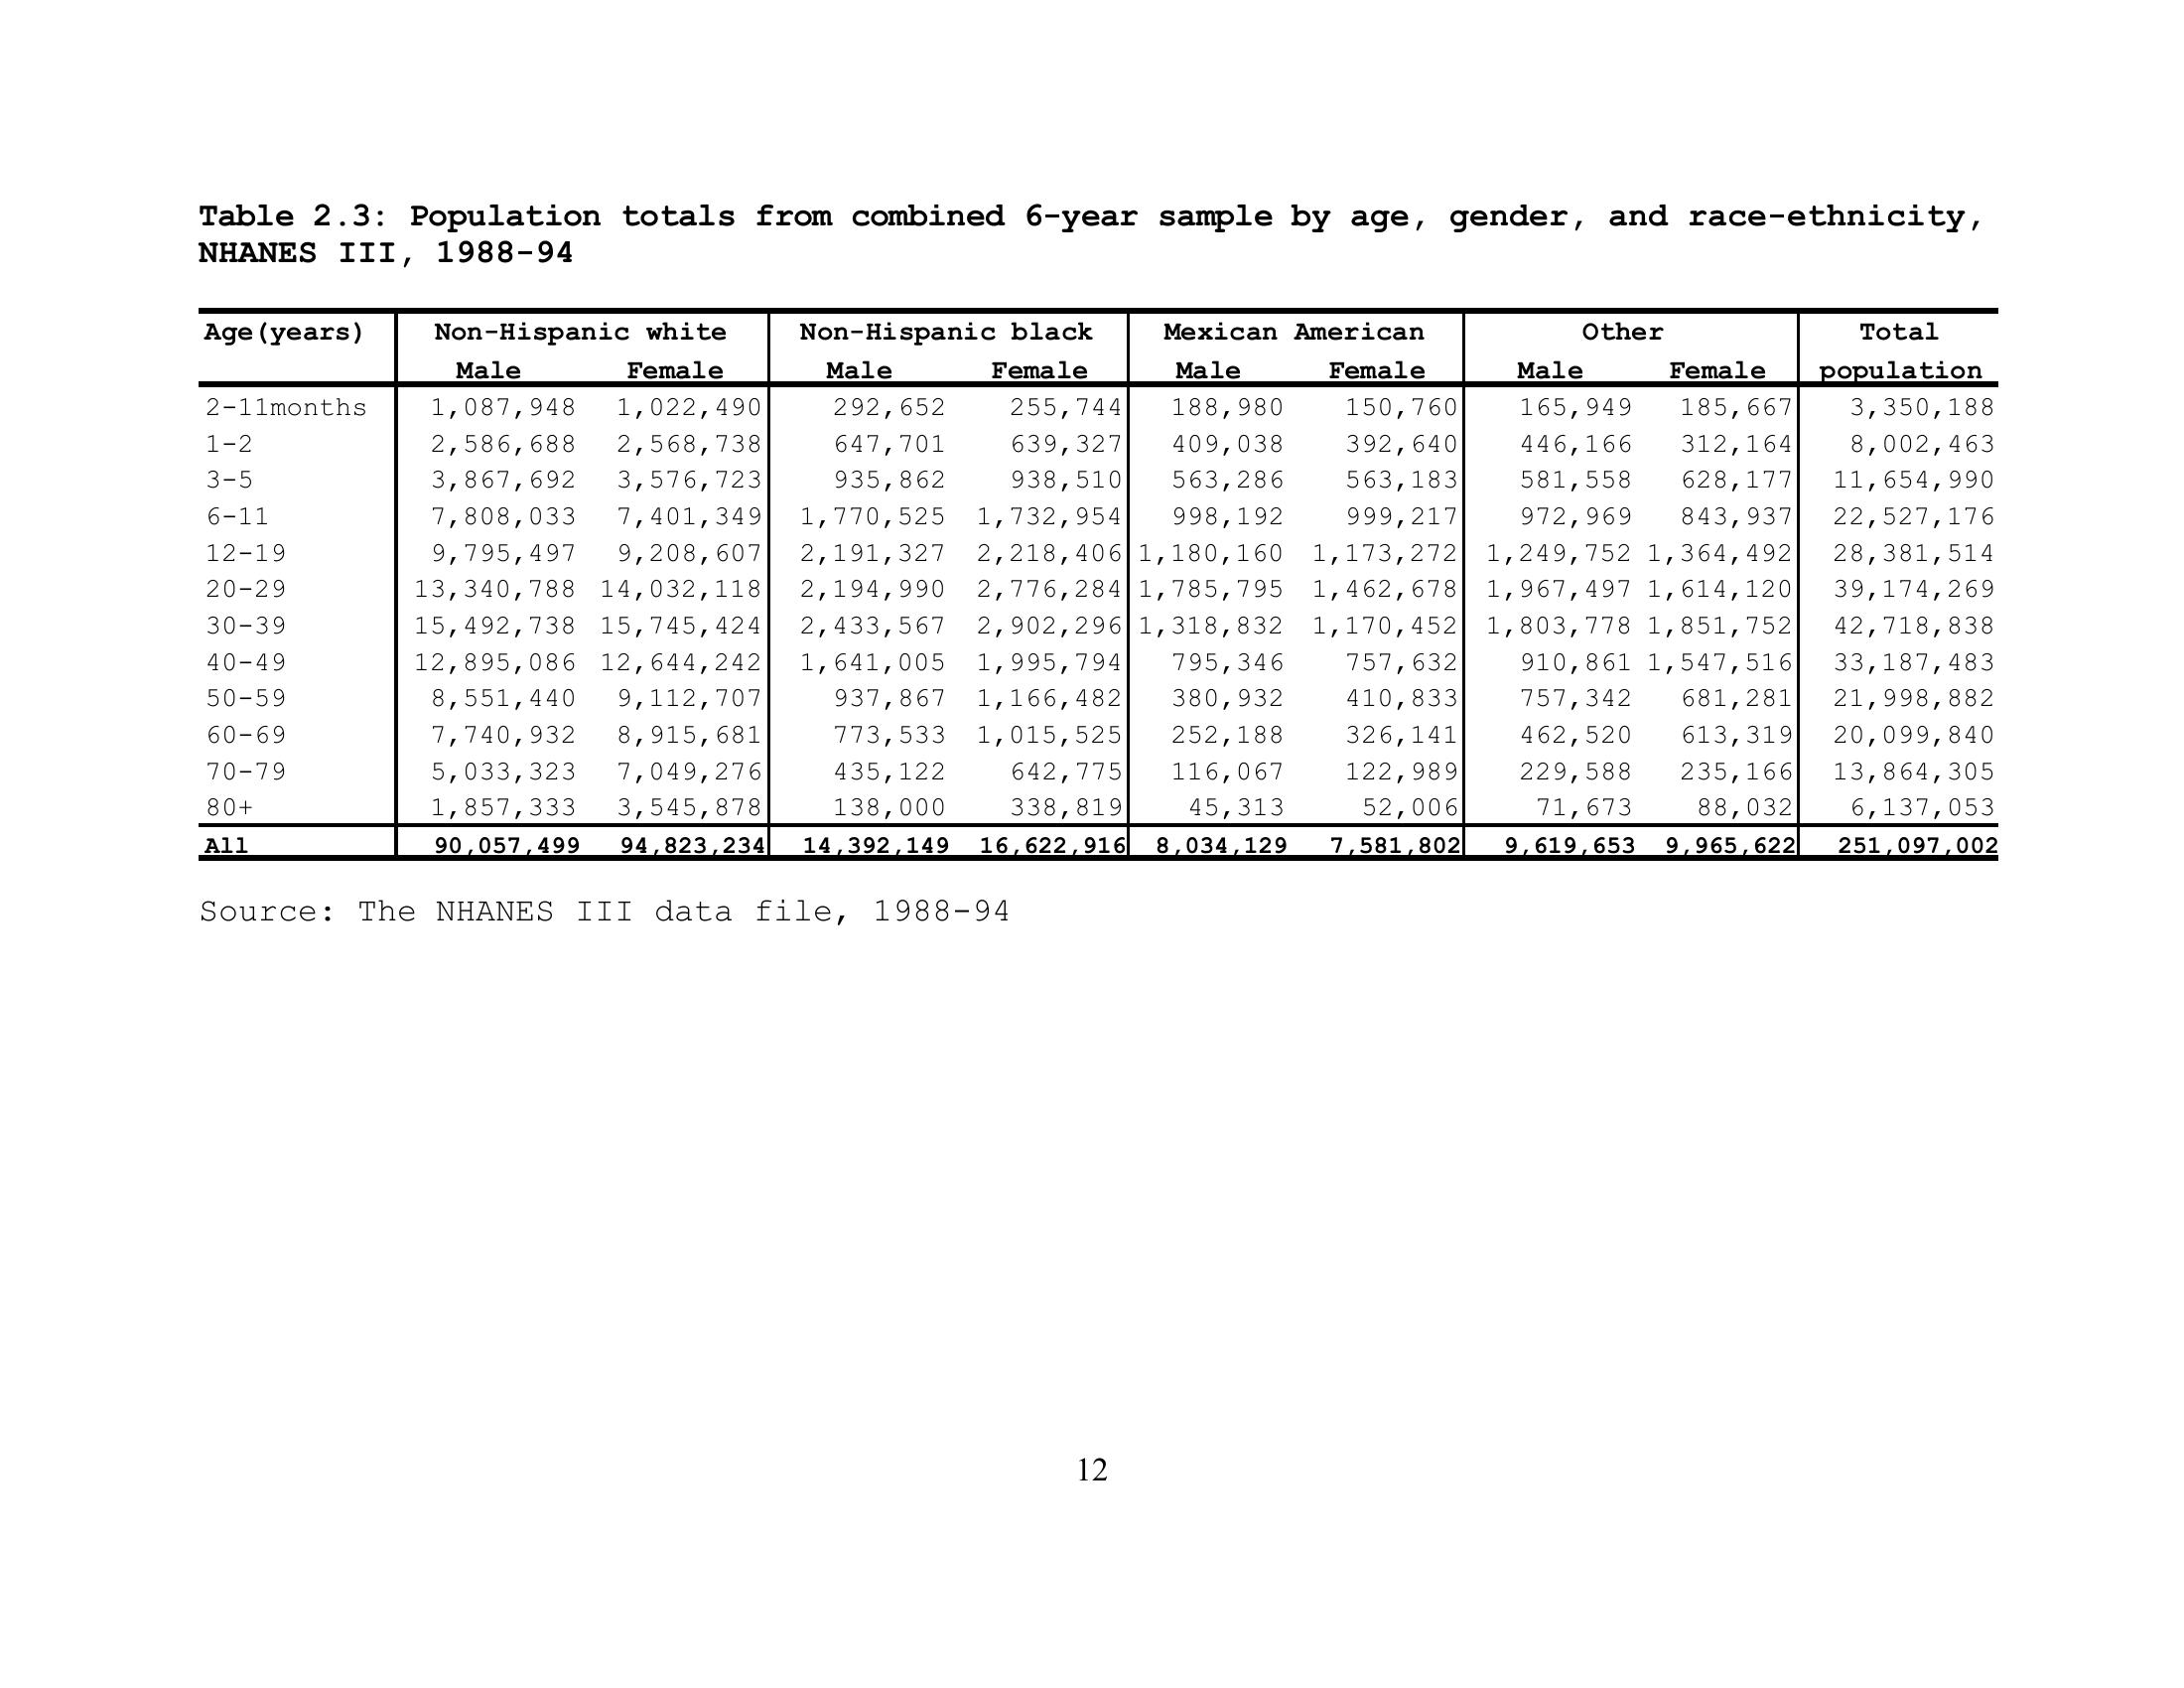 Table 2.3: Population totals from combined 6-year sample by age, gender, and race-ethnicity,
NHANES III, 1988-94
Age(years) Non-Hispanic white Non-Hispanic black Mexican American Other Total
Male Female Male Female Male Female Male Female population
2-11months 1,087,948 1,022,490 292,652 255,744 188,980 150,760 165,949 185,667 3,350,188
1-2 2,586,688 2,568,738 647,701 639,327 409,038 392,640 446,166 312,164 8,002,463
3-5 3,867,692 3,576,723 935,862 938,510 563,286 563,183 581,558 628,177 11,654,990
6-11 7,808,033 7,401,349 1,770,525 1,732,954 998,192 999,217 972,969 843,937 22,527,176
12-19 9,795,497 9,208,607 2,191,327 2,218,406 1,180,160 1,173,272 1,249,752 1,364,492 28,381,514
20-29 13,340,788 14,032,118 2,194,990 2,776,284 1,785,795 1,462,678 1,967,497 1,614,120 39,174,269
30-39 15,492,738 15,745,424 2,433,567 2,902,296 1,318,832 1,170,452 1,803,778 1,851,752 42,718,838
40-49 12,895,086 12,644,242 1,641,005 1,995,794 795,346 757,632 910,861 1,547,516 33,187,483
50-59 8,551,440 9,112,707 937,867 1,166,482 380,932 410,833 757,342 681,281 21,998,882
60-69 7,740,932 8,915,681 773,533 1,015,525 252,188 326,141 462,520 613,319 20,099,840
70-79 5,033,323 7,049,276 435,122 642,775 116,067 122,989 229,588 235,166 13,864,305
80+ 1,857,333 3,545,878 138,000 338,819 45,313 52,006 71,673 88,032 6,137,053
All 90,057,499 94,823,234 14,392,149 16,622,916 8,034,129 7,581,802 9,619,653 9,965,622 251,097,002
Source: The NHANES III data file, 1988-94
12